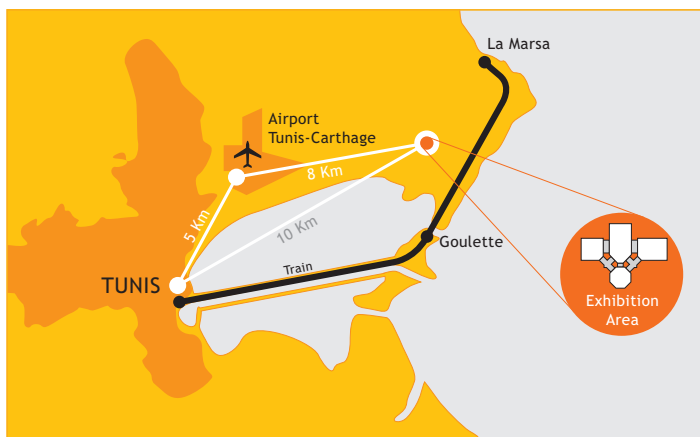 La Marsa
Airport
Tunis-Carthage
8 Km
5 Km
10 Km
Goulette
Train
TUNIS
Exhibition
Area